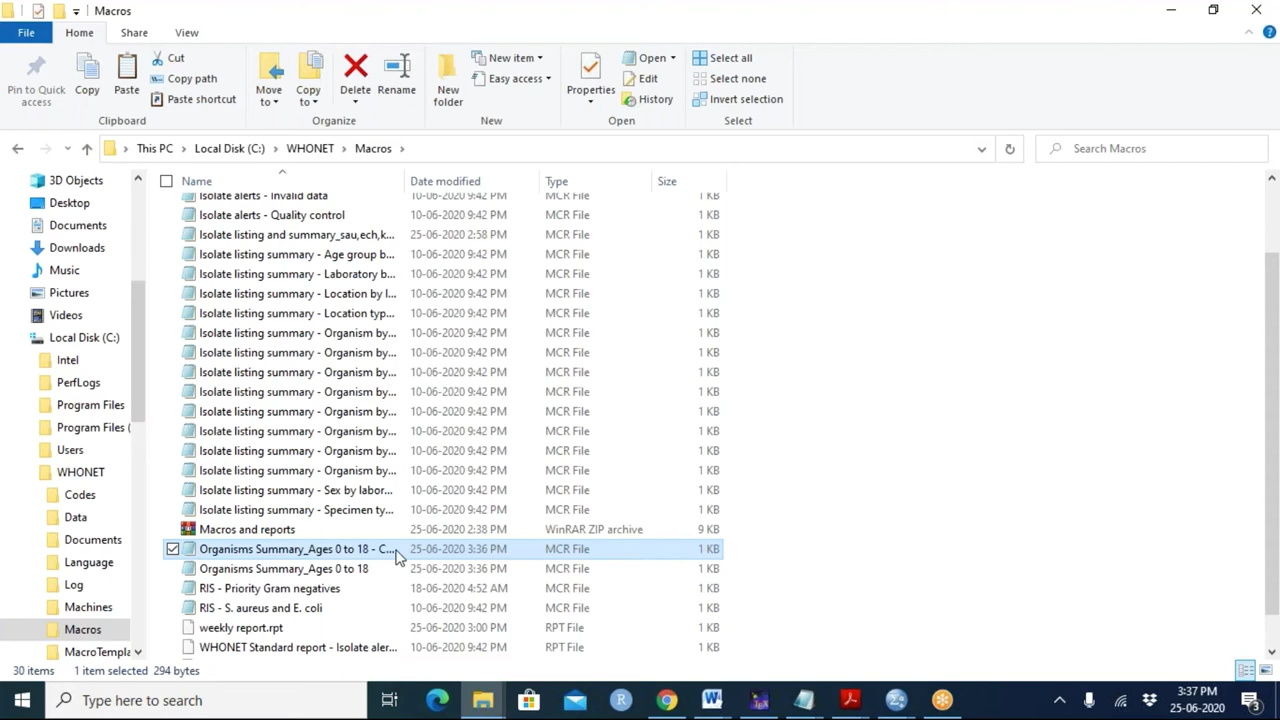 Macros
File Home Share View
Pin to Quick access
Copy
Paste
Cut
Copy path
Paste shortcut
Clipboard
Move to
Copy to
Delete
Rename
Organize
New folder
New item
Easy access
New
Properties
Open
Edit
History
Open
Select all
Select none
Invert selection
Select
This PC Local Disk (C:) WHONET Macros
Search Macros
3D Objects
Desktop
Documents
Downloads
Music
Pictures
Videos
Local Disk (C:)
Intel
PerfLogs
Program Files
Program Files (
Users
WHONET
Codes
Data
Documents
Language
Log
Machines
Macros
MacroTempla
Name Date modified Type Size
Isolate alerts - Invalid data 10-06-2020 9:42 PM MCR File 1 KB
Isolate alerts - Quality control 10-06-2020 9:42 PM MCR File 1 KB
Isolate listing and summary_sau,ech,k... 25-06-2020 2:58 PM MCR File 1 KB
Isolate listing summary - Age group b... 10-06-2020 9:42 PM MCR File 1 KB
Isolate listing summary - Laboratory b... 10-06-2020 9:42 PM MCR File 1 KB
Isolate listing summary - Location by l... 10-06-2020 9:42 PM MCR File 1 KB
Isolate listing summary - Location typ... 10-06-2020 9:42 PM MCR File 1 KB
Isolate listing summary - Organism by... 10-06-2020 9:42 PM MCR File 1 KB
Isolate listing summary - Organism by... 10-06-2020 9:42 PM MCR File 1 KB
Isolate listing summary - Organism by... 10-06-2020 9:42 PM MCR File 1 KB
Isolate listing summary - Organism by... 10-06-2020 9:42 PM MCR File 1 KB
Isolate listing summary - Organism by... 10-06-2020 9:42 PM MCR File 1 KB
Isolate listing summary - Organism by... 10-06-2020 9:42 PM MCR File 1 KB
Isolate listing summary - Organism by... 10-06-2020 9:42 PM MCR File 1 KB
Isolate listing summary - Organism by... 10-06-2020 9:42 PM MCR File 1 KB
Isolate listing summary - Sex by labor... 10-06-2020 9:42 PM MCR File 1 KB
Isolate listing summary - Specimen ty... 10-06-2020 9:42 PM MCR File 1 KB
Macros and reports 25-06-2020 2:38 PM WinRAR ZIP archive 9 KB
Organisms Summary_Ages 0 to 18 - C... 25-06-2020 3:36 PM MCR File 1 KB
Organisms Summary_Ages 0 to 18 25-06-2020 3:36 PM MCR File 1 KB
RIS - Priority Gram negatives 18-06-2020 4:52 AM MCR File 1 KB
RIS - S. aureus and E. coli 10-06-2020 9:42 PM MCR File 1 KB
weekly report.rpt 25-06-2020 3:00 PM RPT File 1 KB
WHONET Standard report - Isolate aler... 10-06-2020 9:42 PM RPT File 1 KB
30 items 1 item selected 294 bytes
Type here to search
3:37 PM
25-06-2020
3